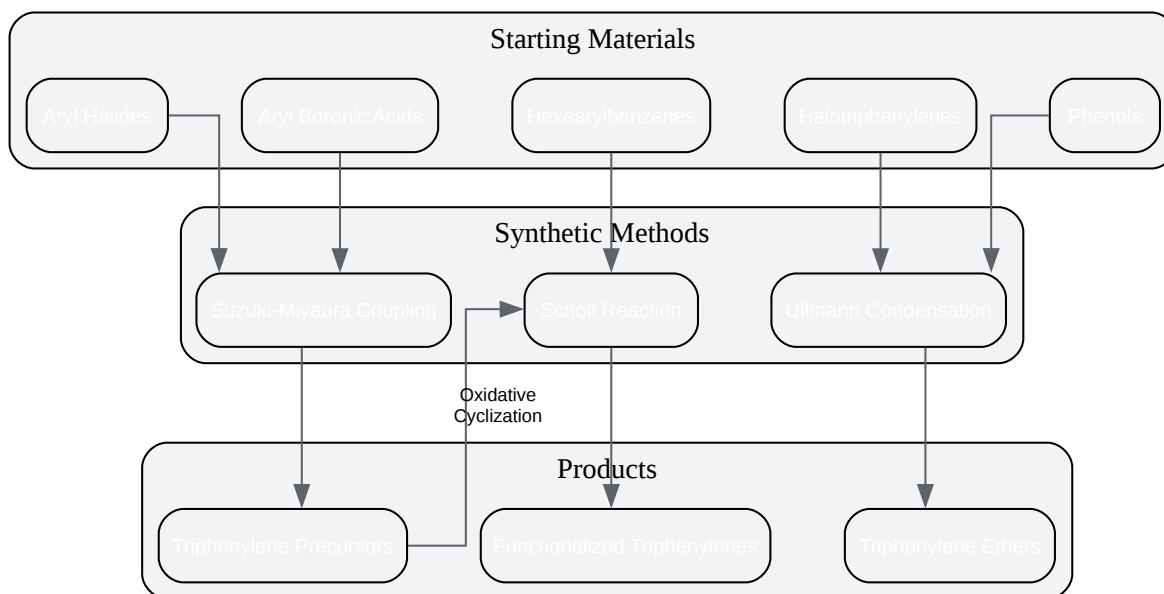 Starting Materials
Aryl Halides
Aryl Boronic Acids
Hexaarylbenzenes
Halotriphenylenes
Phenols
Synthetic Methods
Suzuki-Miyaura Coupling
Scholl Reaction
Ullmann Condensation
Oxidative
Cyclization
Products
Triphenylene Precursors
Functionalized Triphenylenes
Triphenylene Ethers